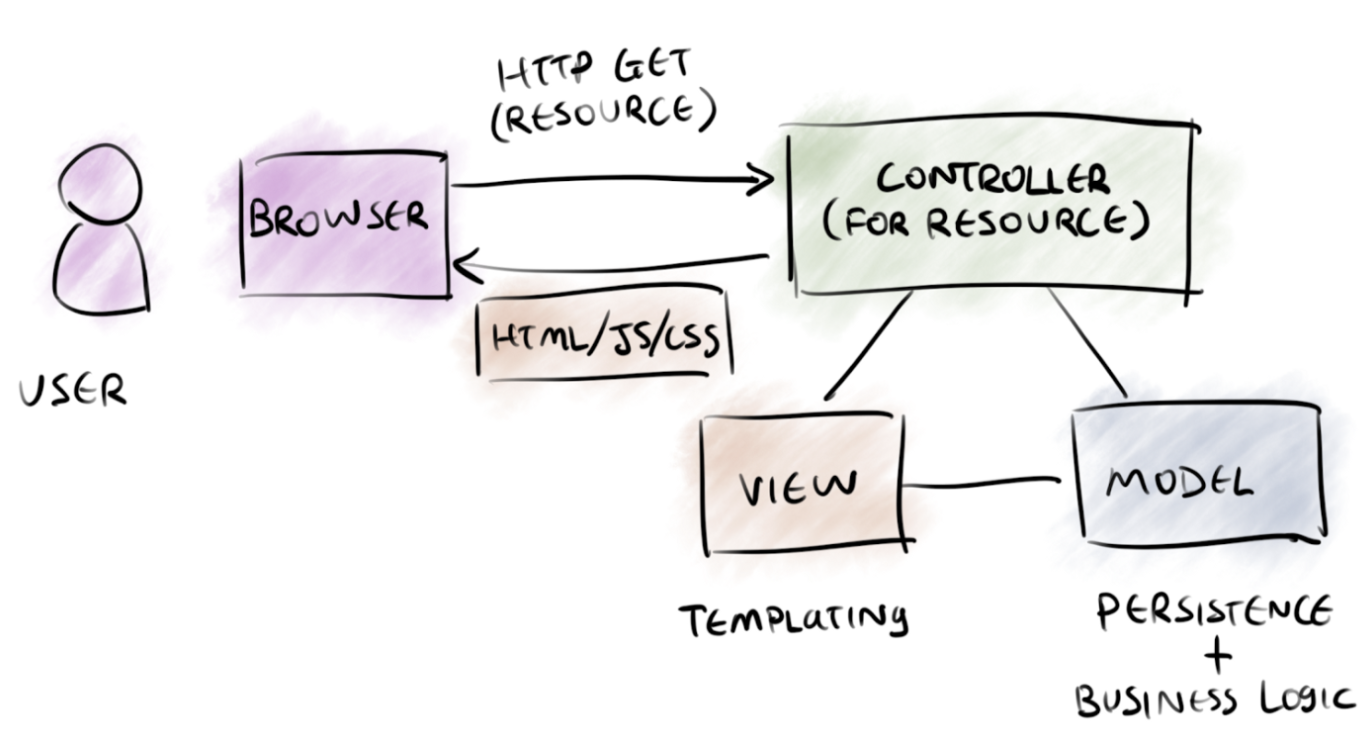 HTTP GET
(RESOURCE)
BROWSER
CONTROLLER
(FOR RESOURCE)
HTML/JS/CSS
USER
VIEW
MODEL
TEMPLATING
PERSISTENCE
+
BUSINESS LOGIC